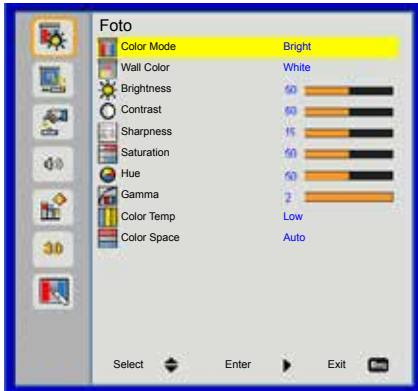 Foto
Color Mode Bright
Wall Color White
Brightness 50
Contrast 50
Sharpness 15
Saturation 50
Hue 50
Gamma 2
Color Temp Low
Color Space Auto
3D
Select Enter Exit